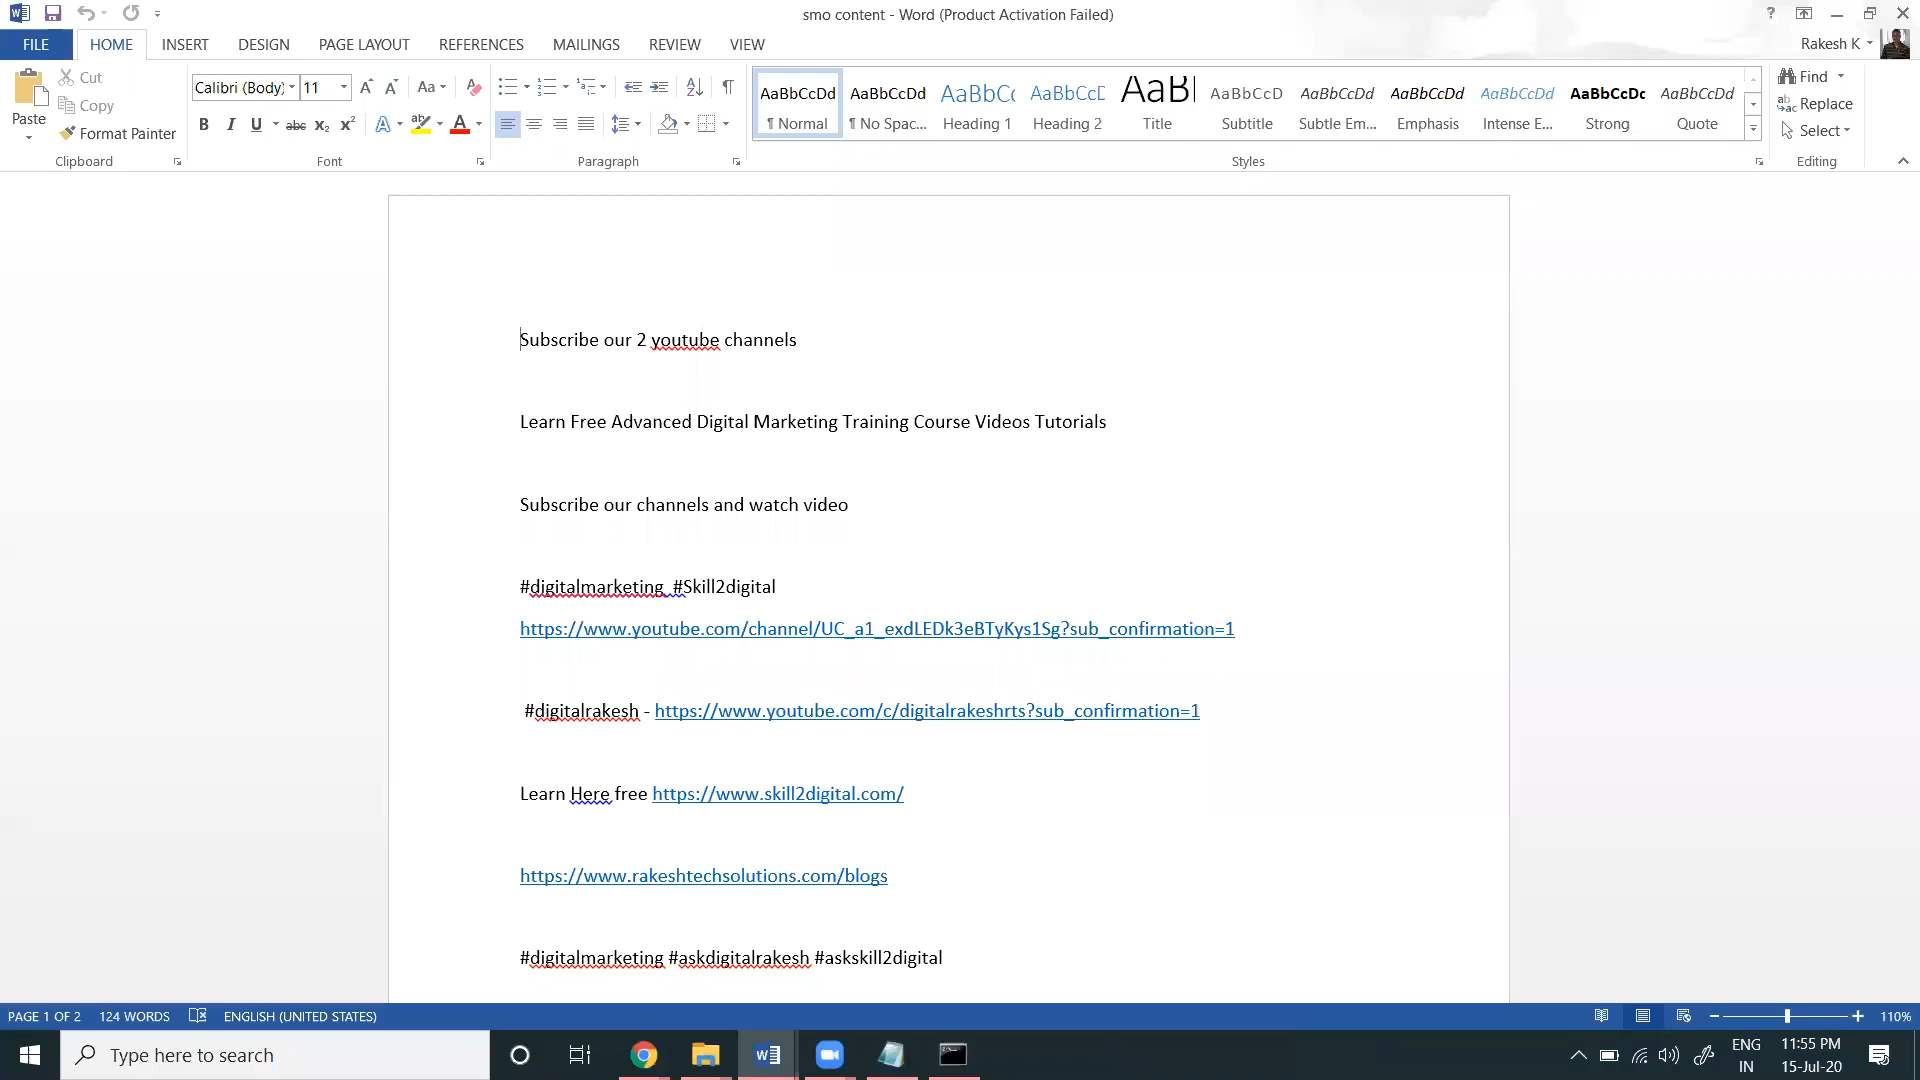 smo content - Word (Product Activation Failed)
FILE HOME INSERT DESIGN PAGE LAYOUT REFERENCES MAILINGS REVIEW VIEW
Rakesh K
Paste
Cut
Copy
Format Painter
Calibri (Body) 11
AaBbCcDd AaBbCcDd AaBbCc AaBbCcD AaBl AaBbCcD AaBbCcDd AaBbCcDd AaBbCcDd AaBbCcDc AaBbCcDd
¶ Normal ¶ No Spac... Heading 1 Heading 2 Title Subtitle Subtle Em... Emphasis Intense E... Strong Quote
Find
Replace
Select
Clipboard Font Paragraph Styles Editing
Subscribe our 2 youtube channels
Learn Free Advanced Digital Marketing Training Course Videos Tutorials
Subscribe our channels and watch video
#digitalmarketing  #Skill2digital
https://www.youtube.com/channel/UC_a1_exdLEDk3eBTyKys1Sg?sub_confirmation=1
#digitalrakesh - https://www.youtube.com/c/digitalrakeshrts?sub_confirmation=1
Learn Here free https://www.skill2digital.com/
https://www.rakeshtechsolutions.com/blogs
#digitalmarketing #askdigitalrakesh #askskill2digital
PAGE 1 OF 2 124 WORDS ENGLISH (UNITED STATES) 110%
Type here to search
ENG
IN
11:55 PM
15-Jul-20